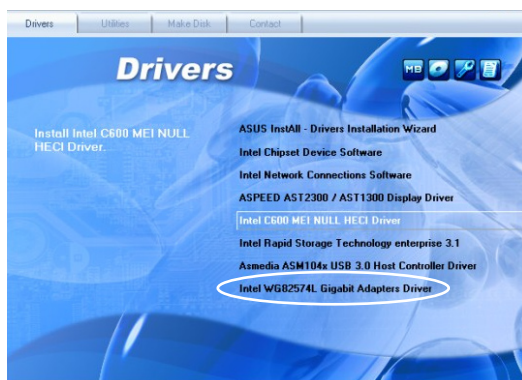 Drivers Utilities Make Disk Contact
Drivers
MB
Install Intel C600 MEI NULL
HECI Driver.
ASUS InstAll - Drivers Installation Wizard
Intel Chipset Device Software
Intel Network Connections Software
ASPEED AST2300 / AST1300 Display Driver
Intel C600 MEI NULL HECI Driver
Intel Rapid Storage Technology enterprise 3.1
Asmedia ASM104x USB 3.0 Host Controller Driver
Intel WG82574L Gigabit Adapters Driver